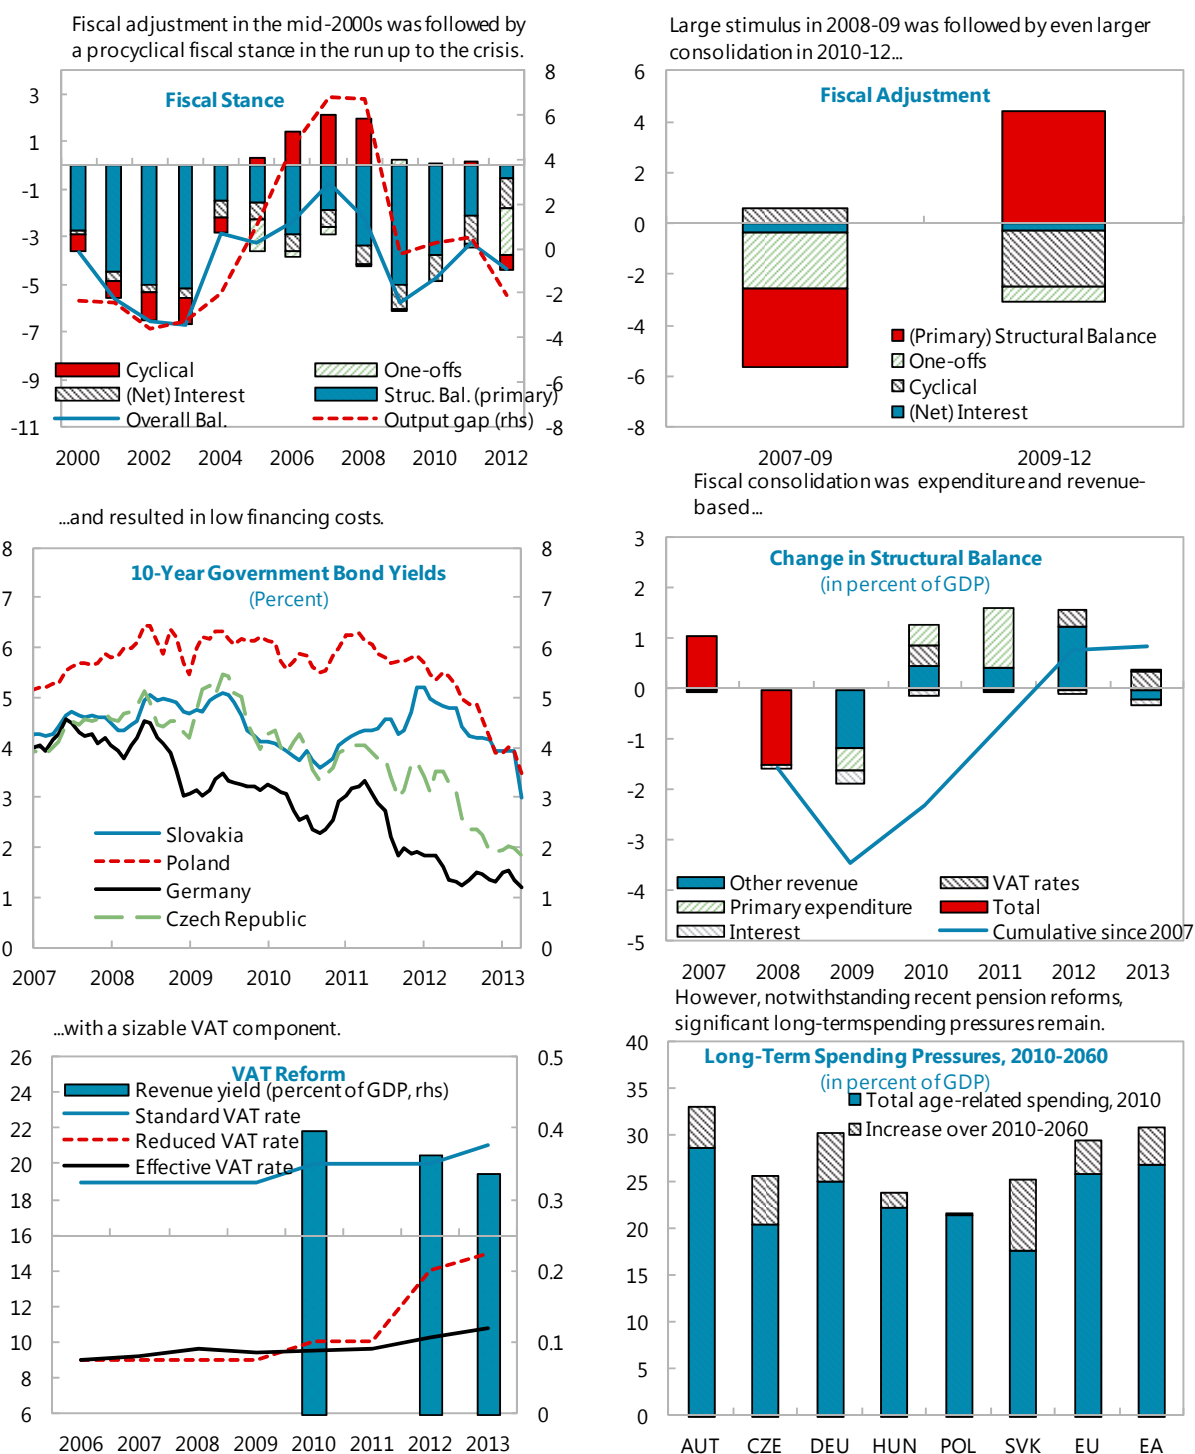 Fiscal adjustment in the mid-2000s was followed by
a procyclical fiscal stance in the run up to the crisis.
Fiscal Stance
3
1
-1
-3
-5
-7
-9
-11
8
6
4
2
0
-2
-4
-6
-8
Cyclical
One-offs
(Net) Interest
Struc. Bal. (primary)
Overall Bal.
Output gap (rhs)
2000 2002 2004 2006 2008 2010 2012
Large stimulus in 2008-09 was followed by even larger
consolidation in 2010-12...
Fiscal Adjustment
6
4
2
0
-2
-4
-6
-8
(Primary) Structural Balance
One-offs
Cyclical
(Net) Interest
2007-09 2009-12
...and resulted in low financing costs.
10-Year Government Bond Yields
(Percent)
8
7
6
5
4
3
2
1
0
8
7
6
5
4
3
2
1
0
Slovakia
Poland
Germany
Czech Republic
2007 2008 2009 2010 2011 2012 2013
Fiscal consolidation was expenditure and revenue-
based...
Change in Structural Balance
(in percent of GDP)
3
2
1
0
-1
-2
-3
-4
-5
Other revenue
VAT rates
Primary expenditure
Total
Interest
Cumulative since 2007
2007 2008 2009 2010 2011 2012 2013
...with a sizable VAT component.
VAT Reform
26
24
22
20
18
16
14
12
10
8
6
0.5
0.4
0.3
0.2
0.1
0
Revenue yield (percent of GDP, rhs)
Standard VAT rate
Reduced VAT rate
Effective VAT rate
2006 2007 2008 2009 2010 2011 2012 2013
However, notwithstanding recent pension reforms,
significant long-term spending pressures remain.
Long-Term Spending Pressures, 2010-2060
(in percent of GDP)
40
35
30
25
20
15
10
5
0
Total age-related spending, 2010
Increase over 2010-2060
AUT CZE DEU HUN POL SVK EU EA